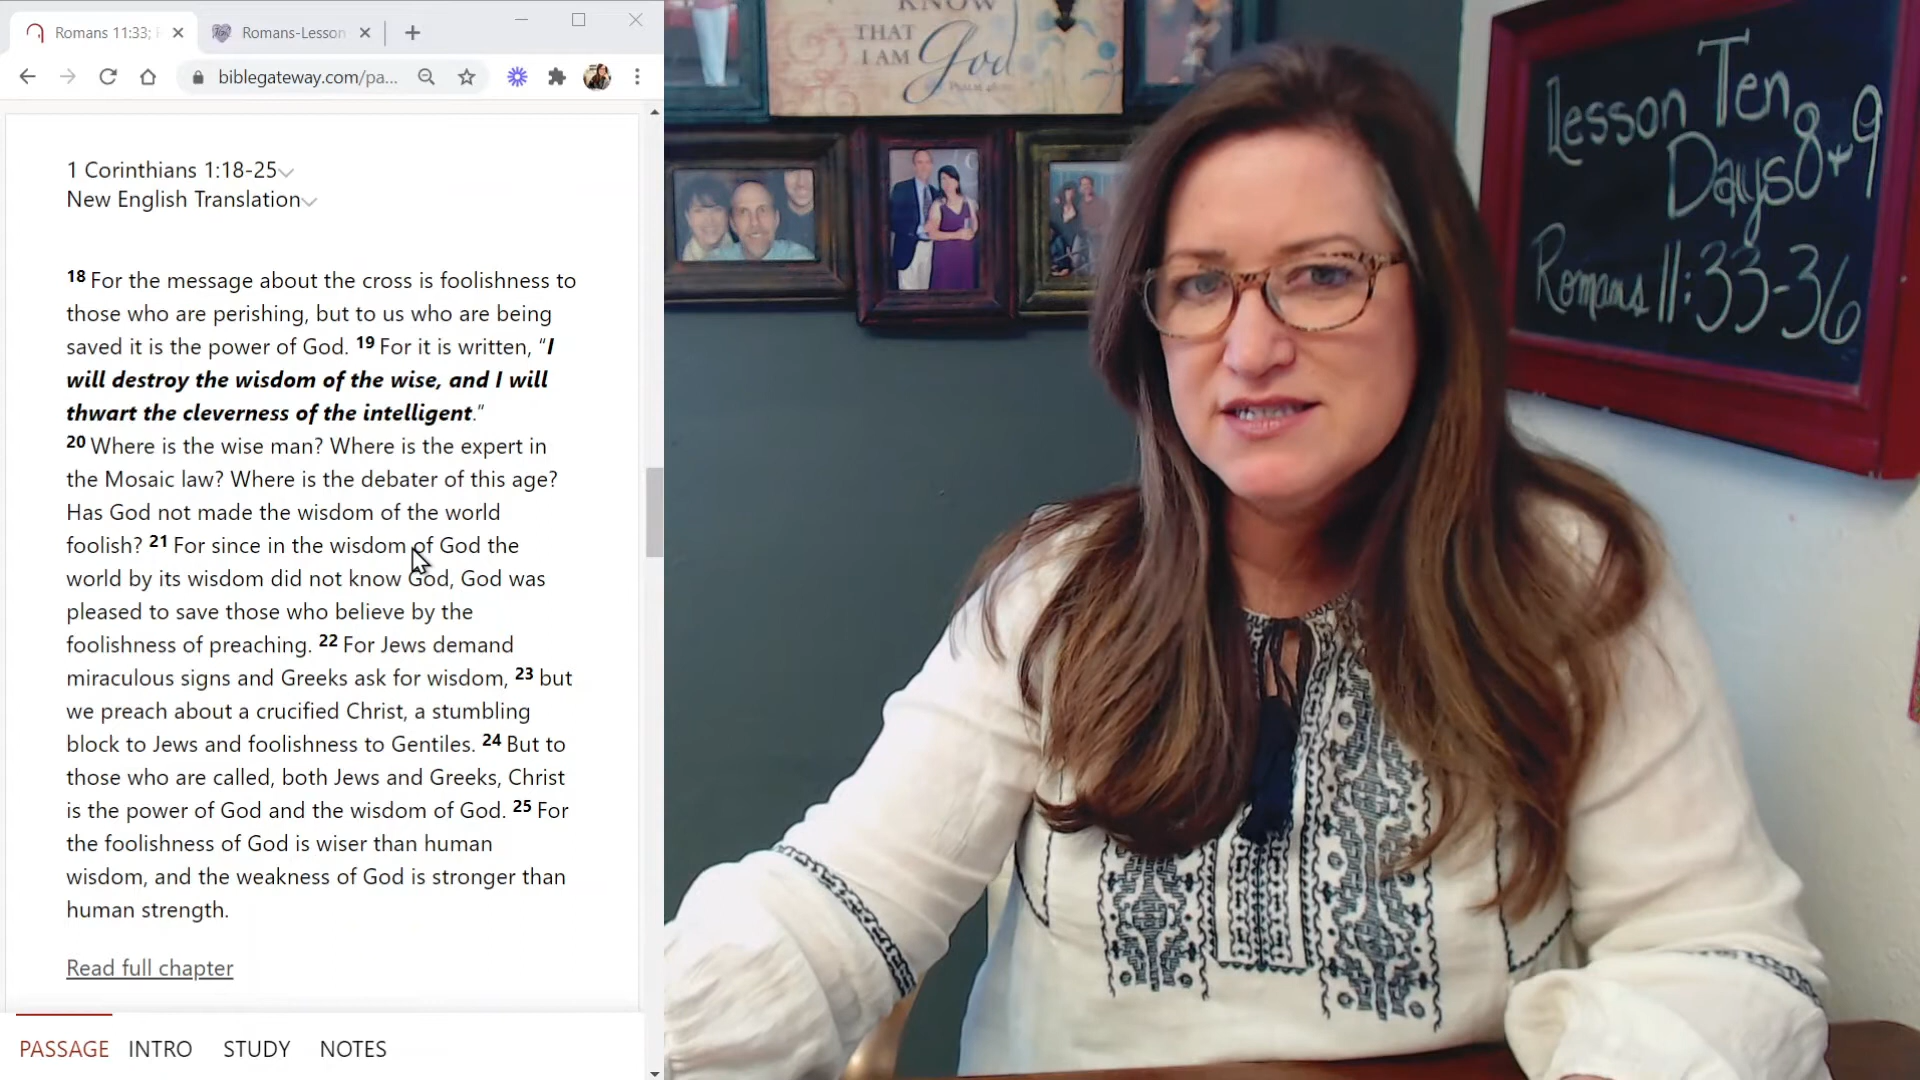 Romans 11:33;
Romans-Lesson
biblegateway.com/pa...
1 Corinthians 1:18-25
New English Translation
18 For the message about the cross is foolishness to
those who are perishing, but to us who are being
saved it is the power of God. 19 For it is written, “I
will destroy the wisdom of the wise, and I will
thwart the cleverness of the intelligent.”
20 Where is the wise man? Where is the expert in
the Mosaic law? Where is the debater of this age?
Has God not made the wisdom of the world
foolish? 21 For since in the wisdom of God the
world by its wisdom did not know God, God was
pleased to save those who believe by the
foolishness of preaching. 22 For Jews demand
miraculous signs and Greeks ask for wisdom, 23 but
we preach about a crucified Christ, a stumbling
block to Jews and foolishness to Gentiles. 24 But to
those who are called, both Jews and Greeks, Christ
is the power of God and the wisdom of God. 25 For
the foolishness of God is wiser than human
wisdom, and the weakness of God is stronger than
human strength.
Read full chapter
PASSAGE INTRO STUDY NOTES
KNOW
THAT
I AM God
Lesson Ten
Days 8+9
Romans 11:33-36